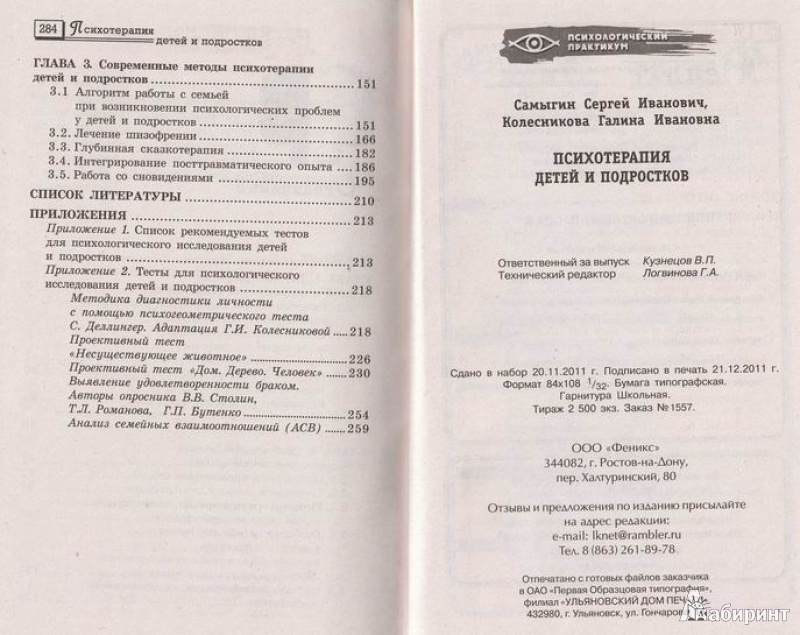 284 Психотерапия
детей и подростков
ГЛАВА 3. Современные методы психотерапии
детей и подростков 151
3.1 Алгоритм работы с семьей
при возникновении психологических проблем
у детей и подростков 151
3.2. Лечение шизофрении 166
3.3. Глубинная сказкотерапия 182
3.4. Интегрирование посттравматического опыта 186
3.5. Работа со сновидениями 195
СПИСОК ЛИТЕРАТУРЫ 210
ПРИЛОЖЕНИЯ 213
Приложение 1. Список рекомендуемых тестов
для психологического исследования детей
и подростков 213
Приложение 2. Тесты для психологического
исследования детей и подростков 218
Методика диагностики личности
с помощью психогеометрического теста
С. Деллингер. Адаптация Г.И. Колесниковой 218
Проективный тест
«Несуществующее животное» 226
Проективный тест «Дом. Дерево. Человек» 230
Выявление удовлетворенности браком.
Авторы опросника В.В. Столин,
Т.Л. Романова, Г.П. Бутенко 254
Анализ семейных взаимоотношений (АСВ) 259
ПСИХОЛОГИЧЕСКИЙ
ПРАКТИКУМ
Самыгин Сергей Иванович,
Колесникова Галина Ивановна
ПСИХОТЕРАПИЯ
ДЕТЕЙ И ПОДРОСТКОВ
Ответственный за выпуск Кузнецов В.П.
Технический редактор Логвинова Г.А.
Сдано в набор 20.11.2011 г. Подписано в печать 21.12.2011 г.
Формат 84x108 1/32. Бумага типографская.
Гарнитура Школьная.
Тираж 2 500 экз. Заказ №1557.
ООО «Феникс»
344082, г. Ростов-на-Дону,
пер. Халтуринский, 80
Отзывы и предложения по изданию присылайте
на адрес редакции:
e-mail: lknet@rambler.ru
Тел. 8 (863) 261-89-78
Отпечатано с готовых файлов заказчика
в ОАО «Первая Образцовая типография»,
филиал «УЛЬЯНОВСКИЙ ДОМ ПЕЧАТИ»
432980, г. Ульяновск, ул. Гончарова
Лабиринт